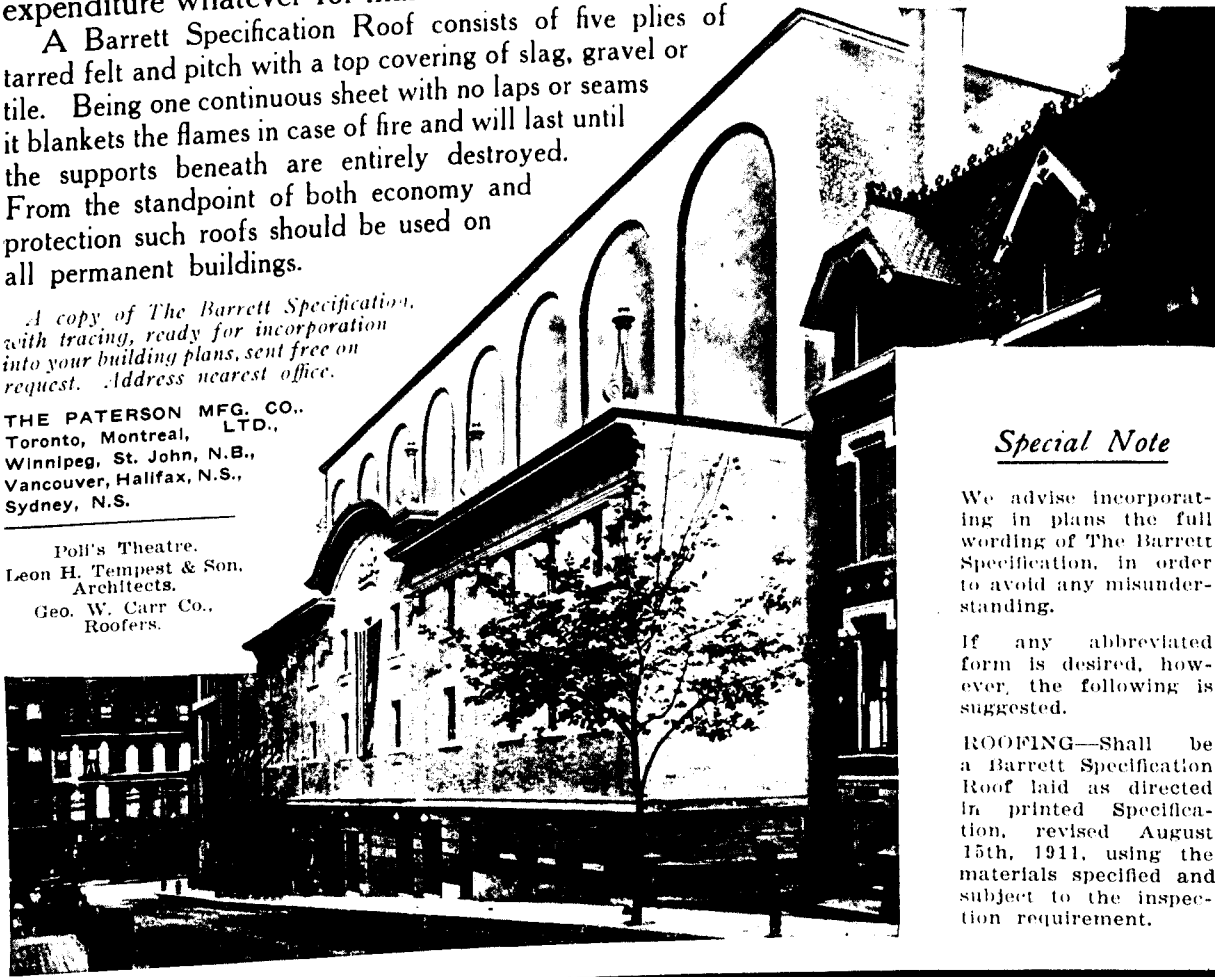 expenditure whatever for
A Barrett Specification Roof consists of five plies of
tarred felt and pitch with a top covering of slag, gravel or
tile. Being one continuous sheet with no laps or seams
it blankets the flames in case of fire and will last until
the supports beneath are entirely destroyed.
From the standpoint of both economy and
protection such roofs should be used on
all permanent buildings.
A copy of The Barrett Specification,
with tracing, ready for incorporation
into your building plans, sent free on
request. Address nearest office.
THE PATERSON MFG. CO.,
LTD.,
Toronto, Montreal,
Winnipeg, St. John, N.B.,
Vancouver, Halifax, N.S.,
Sydney, N.S.
Poli's Theatre.
Leon H. Tempest & Son,
Architects.
Geo. W. Carr Co.,
Roofers.
Special Note
We advise incorporat-
ing in plans the full
wording of The Barrett
Specification, in order
to avoid any misunder-
standing.
If any abbreviated
form is desired, how-
ever, the following is
suggested.
ROOFING—Shall be
a Barrett Specification
Roof laid as directed
in printed Specifica-
tion, revised August
15th, 1911, using the
materials specified and
subject to the inspec-
tion requirement.